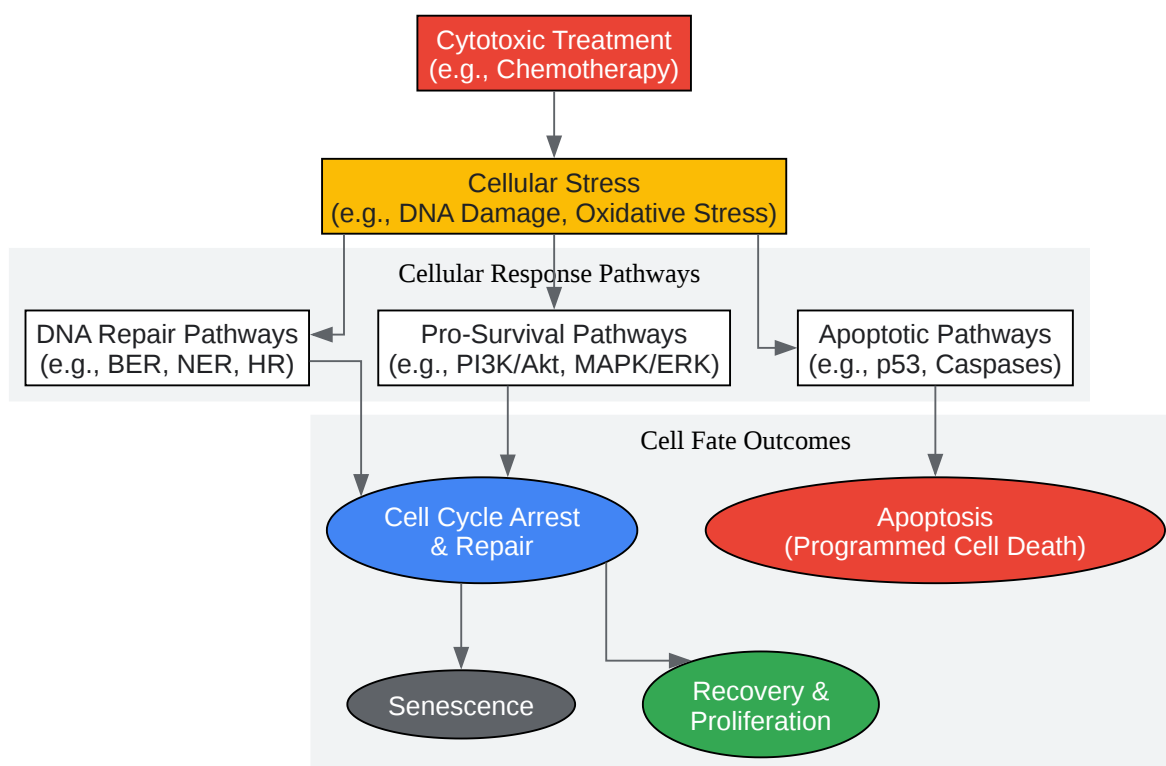 Cytotoxic Treatment
(e.g., Chemotherapy)
Cellular Stress
(e.g., DNA Damage, Oxidative Stress)
Cellular Response Pathways
DNA Repair Pathways
(e.g., BER, NER, HR)
Pro-Survival Pathways
(e.g., PI3K/Akt, MAPK/ERK)
Apoptotic Pathways
(e.g., p53, Caspases)
Cell Fate Outcomes
Cell Cycle Arrest
& Repair
Apoptosis
(Programmed Cell Death)
Senescence
Recovery &
Proliferation